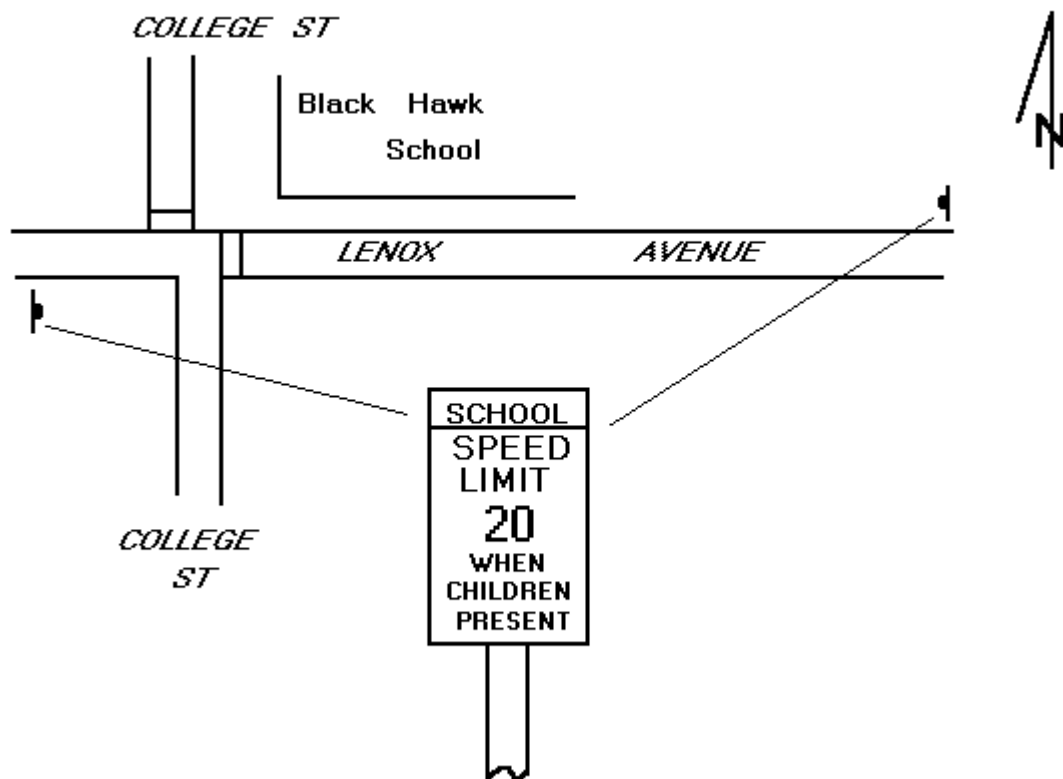 COLLEGE ST
Black Hawk
School
N
LENOX AVENUE
SCHOOL
SPEED
LIMIT
20
WHEN
CHILDREN
PRESENT
COLLEGE
ST